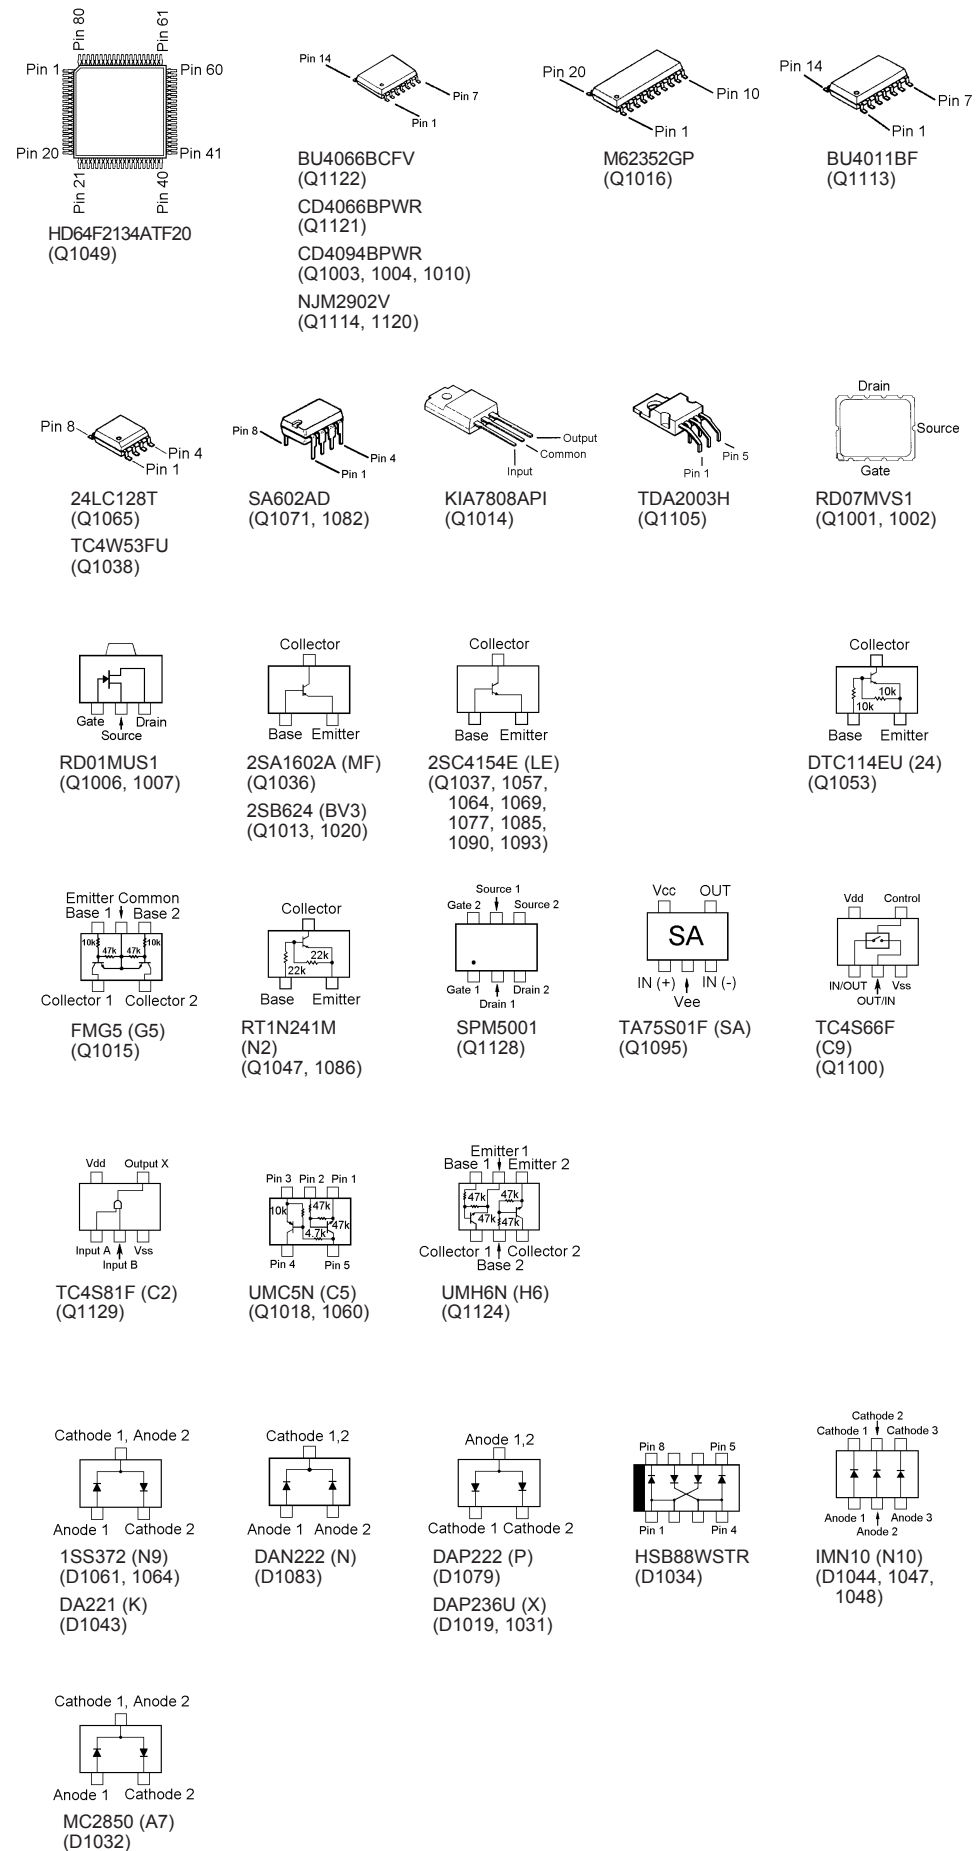 Pin 80
Pin 61
Pin 1
Pin 60
Pin 20
Pin 41
Pin 21
Pin 40
HD64F2134ATF20
(Q1049)
Pin 14
Pin 7
Pin 1
BU4066BCFV
(Q1122)
CD4066BPWR
(Q1121)
CD4094BPWR
(Q1003, 1004, 1010)
NJM2902V
(Q1114, 1120)
Pin 20
Pin 10
Pin 1
M62352GP
(Q1016)
Pin 14
Pin 7
Pin 1
BU4011BF
(Q1113)
Pin 8
Pin 4
Pin 1
24LC128T
(Q1065)
TC4W53FU
(Q1038)
Pin 8
Pin 4
Pin 1
SA602AD
(Q1071, 1082)
Output
Common
Input
KIA7808API
(Q1014)
Pin 5
Pin 1
TDA2003H
(Q1105)
Drain
Source
Gate
RD07MVS1
(Q1001, 1002)
Gate
Drain
Source
RD01MUS1
(Q1006, 1007)
Collector
Base Emitter
2SA1602A (MF)
(Q1036)
2SB624 (BV3)
(Q1013, 1020)
Collector
Base Emitter
2SC4154E (LE)
(Q1037, 1057,
1064, 1069,
1077, 1085,
1090, 1093)
Collector
10k
10k
Base Emitter
DTC114EU (24)
(Q1053)
Emitter Common
Base 1 Base 2
10k
10k
47k 47k
Collector 1 Collector 2
FMG5 (G5)
(Q1015)
Collector
22k
22k
Base Emitter
RT1N241M
(N2)
(Q1047, 1086)
Source 1
Gate 2 Source 2
Gate 1 Drain 2
Drain 1
SPM5001
(Q1128)
Vcc OUT
SA
IN (+) IN (-)
Vee
TA75S01F (SA)
(Q1095)
Vdd Control
IN/OUT Vss
OUT/IN
TC4S66F
(C9)
(Q1100)
Vdd Output X
Input A Vss
Input B
TC4S81F (C2)
(Q1129)
Pin 3 Pin 2 Pin 1
10k
47k
47k
4.7k
Pin 4 Pin 5
UMC5N (C5)
(Q1018, 1060)
Emitter 1
Base 1 Emitter 2
47k 47k
47k 47k
Collector 1 Collector 2
Base 2
UMH6N (H6)
(Q1124)
Cathode 1, Anode 2
Anode 1 Cathode 2
1SS372 (N9)
(D1061, 1064)
DA221 (K)
(D1043)
Cathode 1,2
Anode 1 Anode 2
DAN222 (N)
(D1083)
Anode 1,2
Cathode 1 Cathode 2
DAP222 (P)
(D1079)
DAP236U (X)
(D1019, 1031)
Pin 8 Pin 5
Pin 1 Pin 4
HSB88WSTR
(D1034)
Cathode 2
Cathode 1 Cathode 3
Anode 1 Anode 3
Anode 2
IMN10 (N10)
(D1044, 1047,
1048)
Cathode 1, Anode 2
Anode 1 Cathode 2
MC2850 (A7)
(D1032)